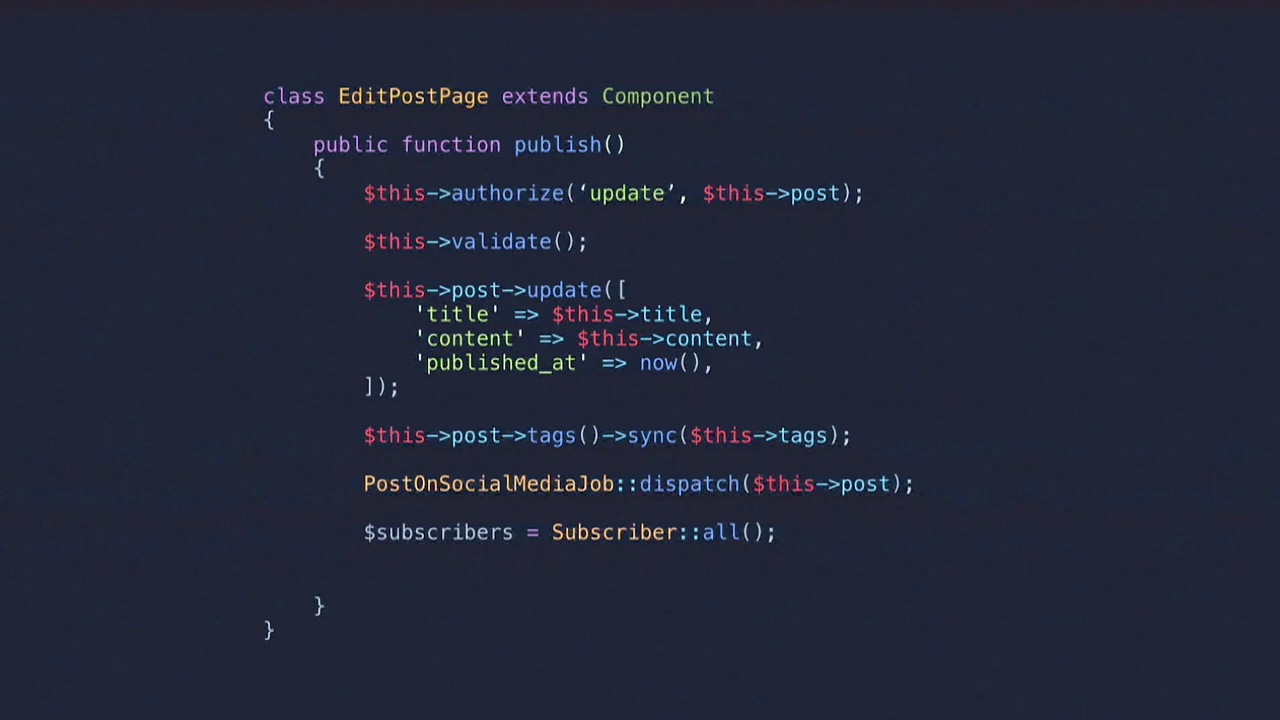 class EditPostPage extends Component
{
    public function publish()
    {
        $this->authorize(‘update’, $this->post);

        $this->validate();

        $this->post->update([
            'title' => $this->title,
            'content' => $this->content,
            'published_at' => now(),
        ]);

        $this->post->tags()->sync($this->tags);

        PostOnSocialMediaJob::dispatch($this->post);

        $subscribers = Subscriber::all();

    }
}